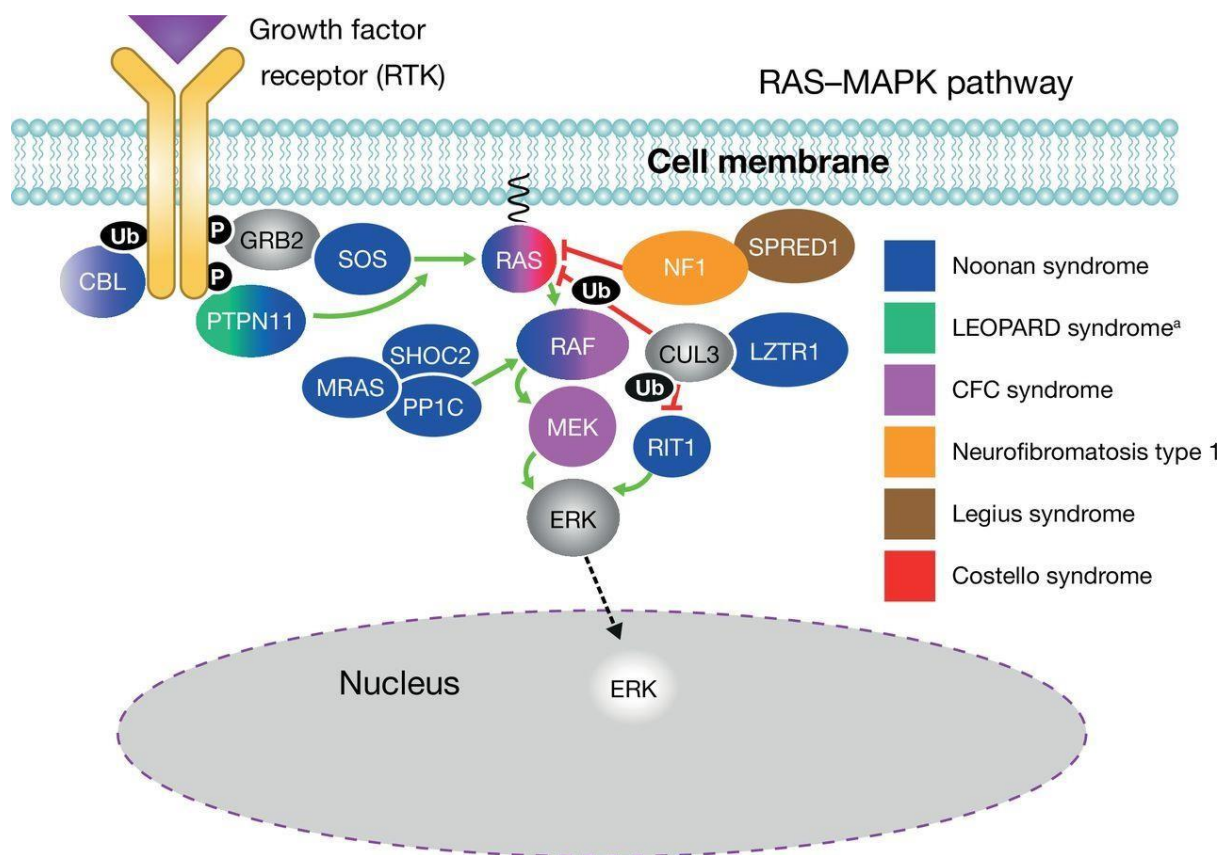 Growth factor
receptor (RTK)
RAS–MAPK pathway
Cell membrane
Ub
CBL
P
P
GRB2
SOS
PTPN11
RAS
NF1
SPRED1
Ub
SHOC2
MRAS
PP1C
RAF
CUL3
LZTR1
Ub
MEK
RIT1
ERK
Nucleus
ERK
Noonan syndrome
LEOPARD syndromeᵃ
CFC syndrome
Neurofibromatosis type 1
Legius syndrome
Costello syndrome